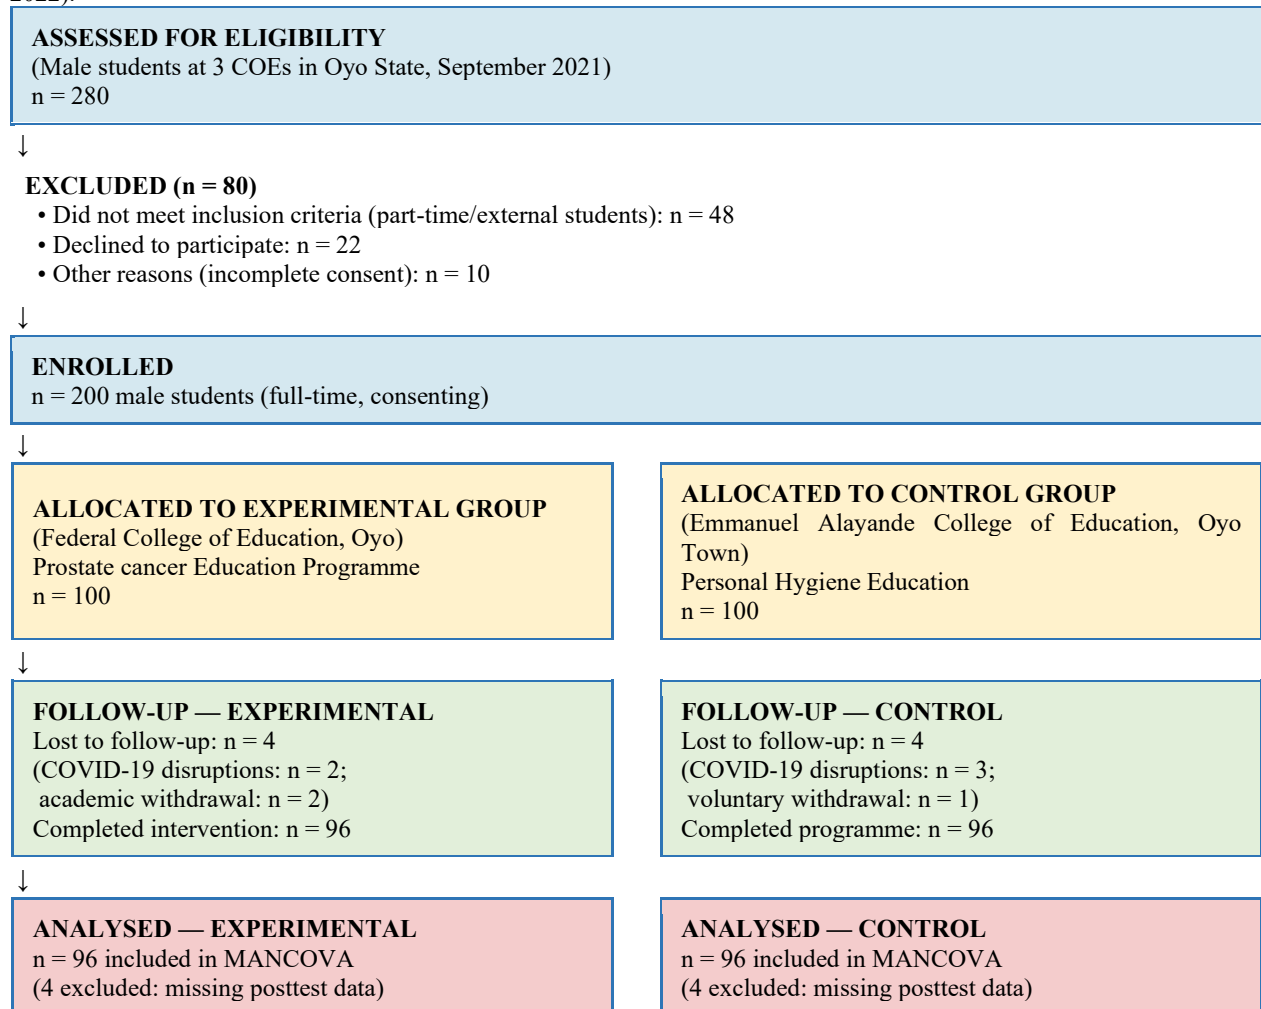 2022).
ASSESSED FOR ELIGIBILITY
(Male students at 3 COEs in Oyo State, September 2021)
n = 280
↓
EXCLUDED (n = 80)
• Did not meet inclusion criteria (part-time/external students): n = 48
• Declined to participate: n = 22
• Other reasons (incomplete consent): n = 10
↓
ENROLLED
n = 200 male students (full-time, consenting)
↓
ALLOCATED TO EXPERIMENTAL GROUP
(Federal College of Education, Oyo)
Prostate cancer Education Programme
n = 100
ALLOCATED TO CONTROL GROUP
(Emmanuel Alayande College of Education, Oyo
Town)
Personal Hygiene Education
n = 100
↓
FOLLOW-UP — EXPERIMENTAL
Lost to follow-up: n = 4
(COVID-19 disruptions: n = 2;
academic withdrawal: n = 2)
Completed intervention: n = 96
FOLLOW-UP — CONTROL
Lost to follow-up: n = 4
(COVID-19 disruptions: n = 3;
voluntary withdrawal: n = 1)
Completed programme: n = 96
↓
ANALYSED — EXPERIMENTAL
n = 96 included in MANCOVA
(4 excluded: missing posttest data)
ANALYSED — CONTROL
n = 96 included in MANCOVA
(4 excluded: missing posttest data)